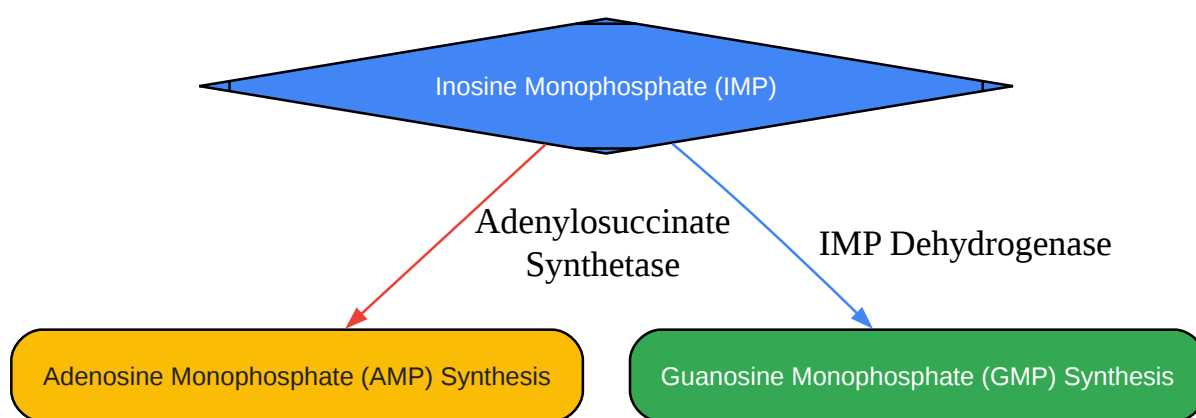 Inosine Monophosphate (IMP)
Adenylosuccinate
Synthetase
IMP Dehydrogenase
Adenosine Monophosphate (AMP) Synthesis
Guanosine Monophosphate (GMP) Synthesis